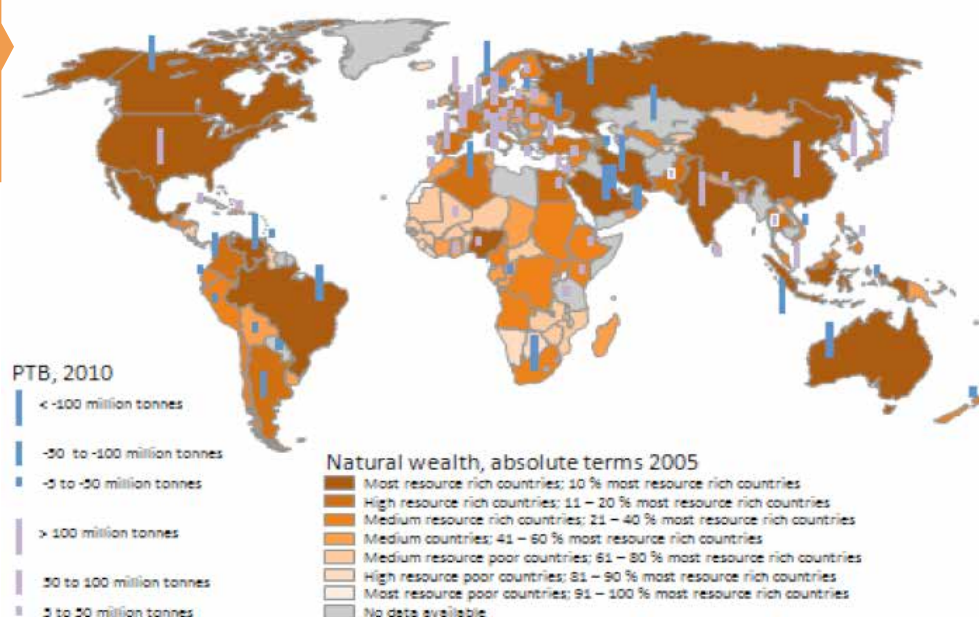 PTB, 2010
< -100 million tonnes
-50 to -100 million tonnes
-5 to -50 million tonnes
> 100 million tonnes
50 to 100 million tonnes
5 to 50 million tonnes
Natural wealth, absolute terms 2005
Most resource rich countries; 10 % most resource rich countries
High resource rich countries; 11 – 20 % most resource rich countries
Medium resource rich countries; 21 – 40 % most resource rich countries
Medium countries; 41 – 60 % most resource rich countries
Medium resource poor countries; 61 – 80 % most resource rich countries
High resource poor countries; 81 – 90 % most resource rich countries
Most resource poor countries; 91 – 100 % most resource rich countries
No data available